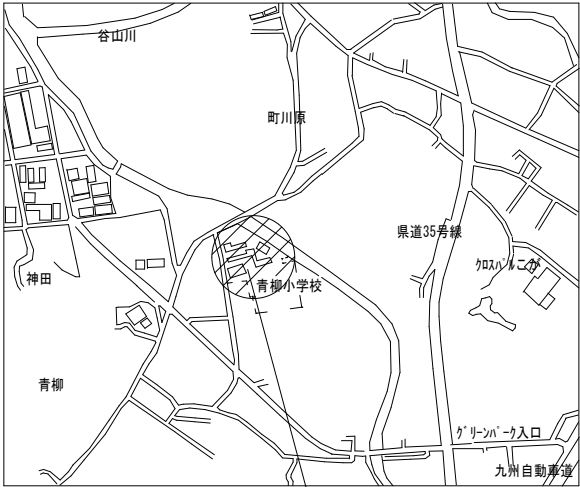 谷山川
町川原
県道35号線
クロスパルこが
神田
青柳小学校
青柳
グリーンパーク入口
九州自動車道